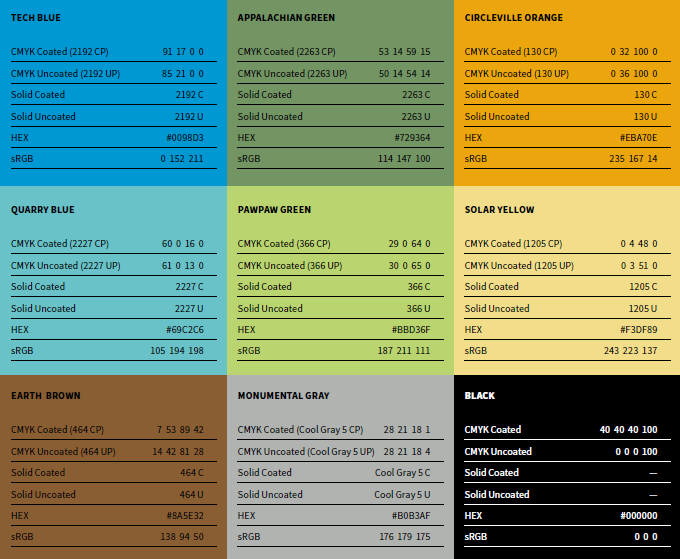 TECH BLUE
CMYK Coated (2192 CP) 91 17 0 0
CMYK Uncoated (2192 UP) 85 21 0 0
Solid Coated 2192 C
Solid Uncoated 2192 U
HEX #0098D3
sRGB 0 152 211
APPALACHIAN GREEN
CMYK Coated (2263 CP) 53 14 59 15
CMYK Uncoated (2263 UP) 50 14 54 14
Solid Coated 2263 C
Solid Uncoated 2263 U
HEX #729364
sRGB 114 147 100
CIRCLEVILLE ORANGE
CMYK Coated (130 CP) 0 32 100 0
CMYK Uncoated (130 UP) 0 36 100 0
Solid Coated 130 C
Solid Uncoated 130 U
HEX #EBA70E
sRGB 235 167 14
QUARRY BLUE
CMYK Coated (2227 CP) 60 0 16 0
CMYK Uncoated (2227 UP) 61 0 13 0
Solid Coated 2227 C
Solid Uncoated 2227 U
HEX #69C2C6
sRGB 105 194 198
PAWPAW GREEN
CMYK Coated (366 CP) 29 0 64 0
CMYK Uncoated (366 UP) 30 0 65 0
Solid Coated 366 C
Solid Uncoated 366 U
HEX #BBD36F
sRGB 187 211 111
SOLAR YELLOW
CMYK Coated (1205 CP) 0 4 48 0
CMYK Uncoated (1205 UP) 0 3 51 0
Solid Coated 1205 C
Solid Uncoated 1205 U
HEX #F3DF89
sRGB 243 223 137
EARTH BROWN
CMYK Coated (464 CP) 7 53 89 42
CMYK Uncoated (464 UP) 14 42 81 28
Solid Coated 464 C
Solid Uncoated 464 U
HEX #8A5E32
sRGB 138 94 50
MONUMENTAL GRAY
CMYK Coated (Cool Gray 5 CP) 28 21 18 1
CMYK Uncoated (Cool Gray 5 UP) 28 21 18 4
Solid Coated Cool Gray 5 C
Solid Uncoated Cool Gray 5 U
HEX #B0B3AF
sRGB 176 179 175
BLACK
CMYK Coated 40 40 40 100
CMYK Uncoated 0 0 0 100
Solid Coated —
Solid Uncoated —
HEX #000000
sRGB 0 0 0